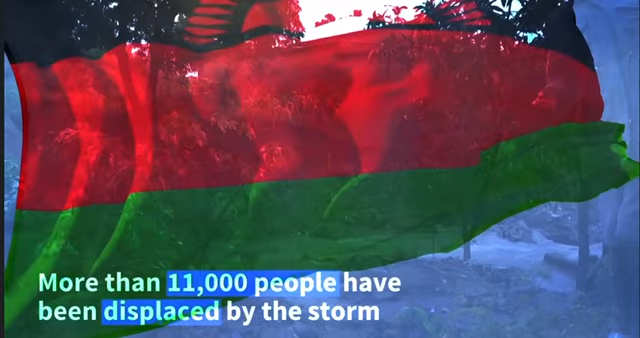 More than 11,000 people have
been displaced by the storm